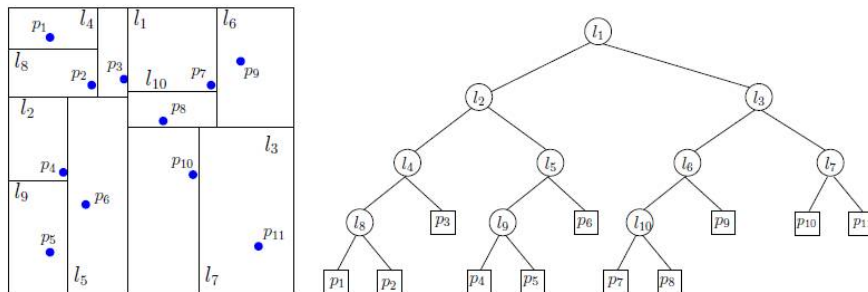 l₄ l₁ l₆
p₁
l₈
p₂ p₃ p₇ p₉
l₁₀
l₂ p₈
l₃
p₄ p₁₀
l₉ p₆
p₅ p₁₁
l₅ l₇
l₁
l₂ l₃
l₄ l₅ l₆ l₇
l₈ p₃ l₉ p₆ l₁₀ p₉ p₁₀ p₁₁
p₁ p₂ p₄ p₅ p₇ p₈